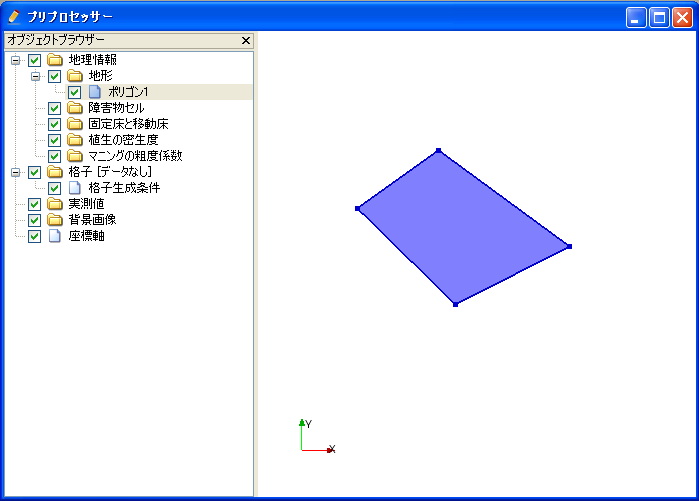 プリプロセッサー
オブジェクトブラウザー
地理情報
地形
ポリゴン1
障害物セル
固定床と移動床
植生の密生度
マニングの粗度係数
格子 [データなし]
格子生成条件
実測値
背景画像
座標軸
Y
X